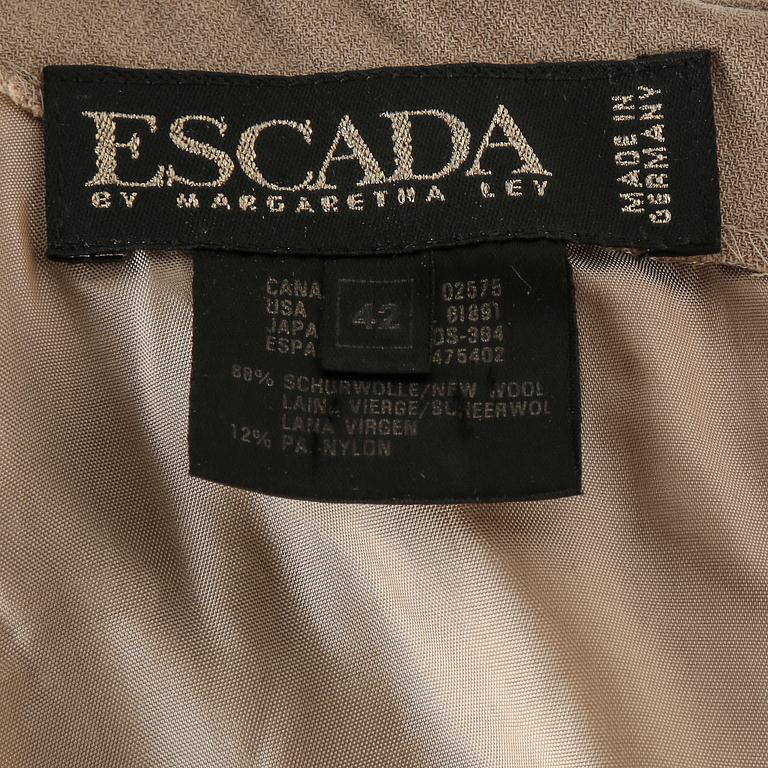 ESCADA
BY MARGARETHA LEY
MADE IN
GERMANY
42
CANA 02575
USA 61891
JAPA OS-394
ESPA 475402
88% SCHURWOLLE/NEW WOOL
LAINE VIERGE/SCHEERWOL
LANA VIRGEN
12% PA.NYLON